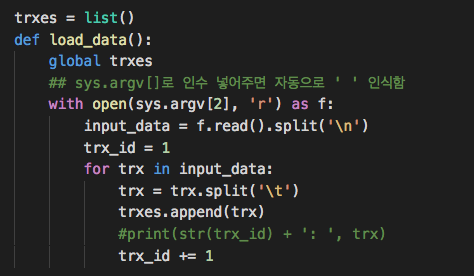 trxes = list()
def load_data():
    global trxes
    ## sys.argv[]로 인수 넣어주면 자동으로 ' ' 인식함
    with open(sys.argv[2], 'r') as f:
        input_data = f.read().split('\n')
        trx_id = 1
        for trx in input_data:
            trx = trx.split('\t')
            trxes.append(trx)
            #print(str(trx_id) + ': ', trx)
            trx_id += 1